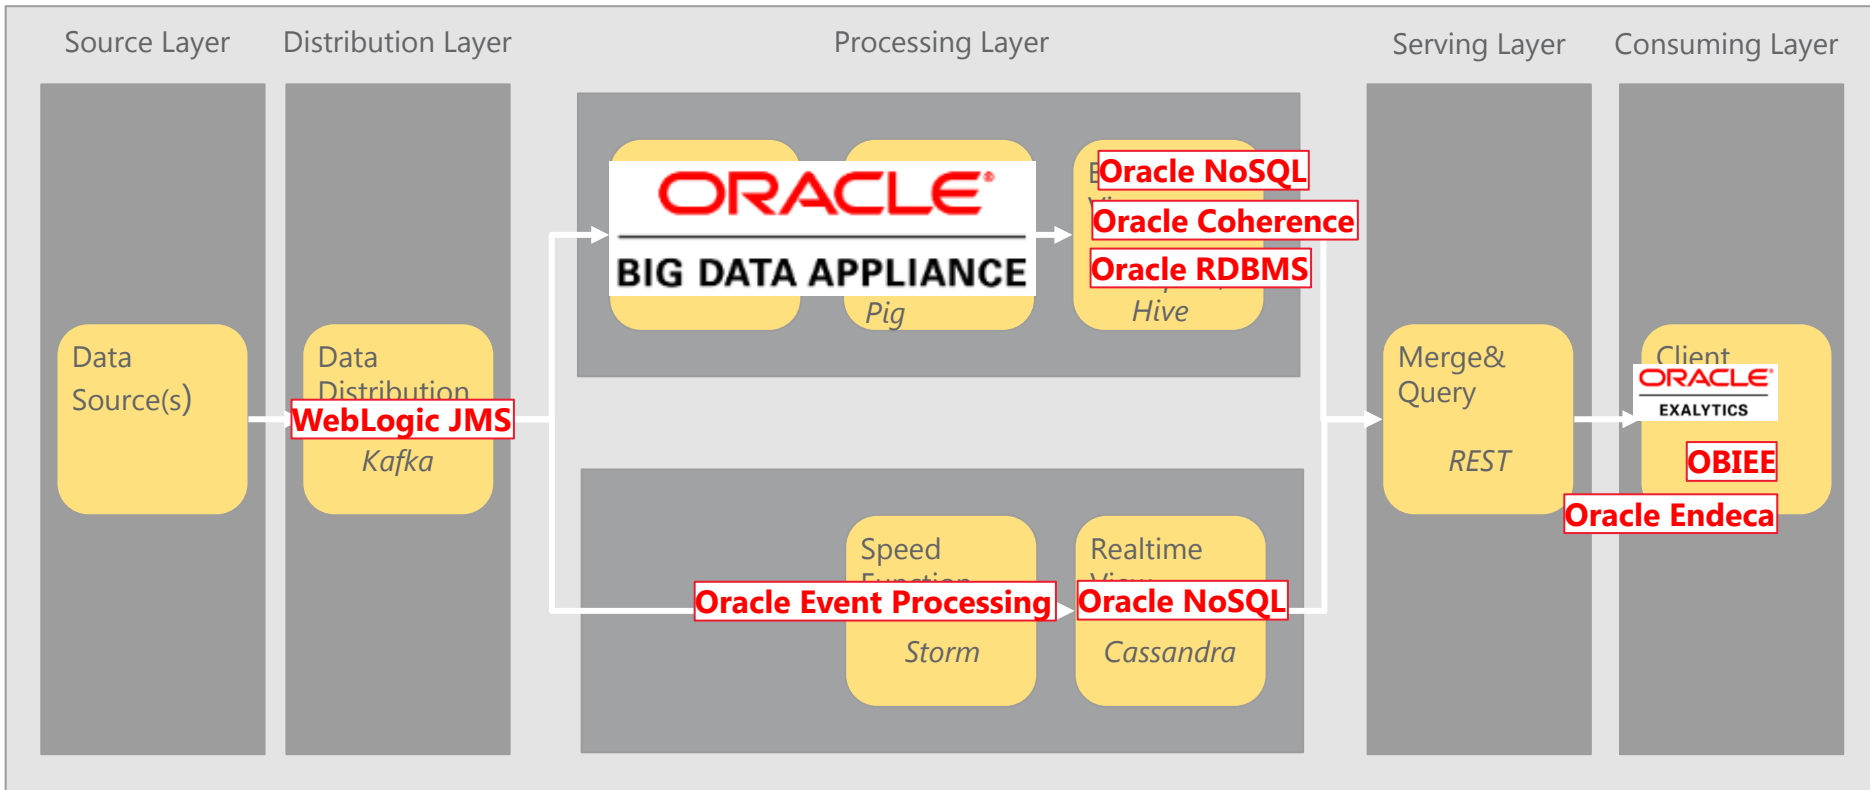 Source Layer
Distribution Layer
Processing Layer
Serving Layer
Consuming Layer
Data
Source(s)
Data
Distribution
WebLogic JMS
Kafka
ORACLE®
BIG DATA APPLIANCE
Pig
Oracle NoSQL
Oracle Coherence
Oracle RDBMS
Hive
Speed
Function
Oracle Event Processing
Storm
Realtime
View
Oracle NoSQL
Cassandra
Merge&
Query
REST
Client
ORACLE®
EXALYTICS
OBIEE
Oracle Endeca